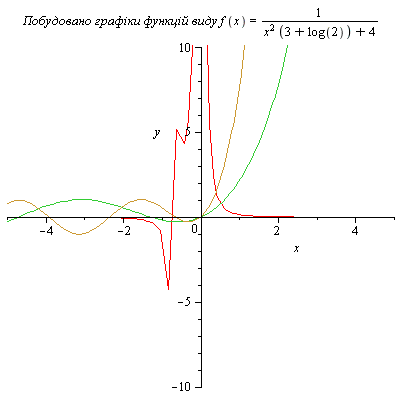 Побудовано графіки функцій виду f (x) = 1 / (x² (3 + log(2)) + 4)
10
y
5
−4 −2 0 2 4
x
−5
−10